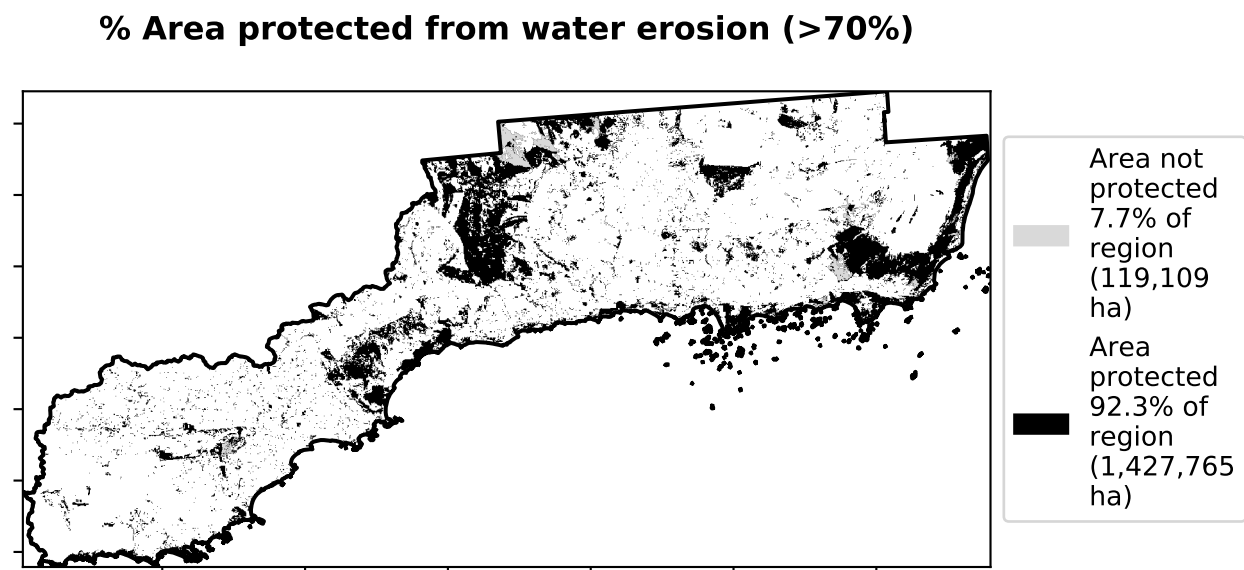 % Area protected from water erosion (>70%)
Area not
protected
7.7% of
region
(119,109
ha)
Area
protected
92.3% of
region
(1,427,765
ha)